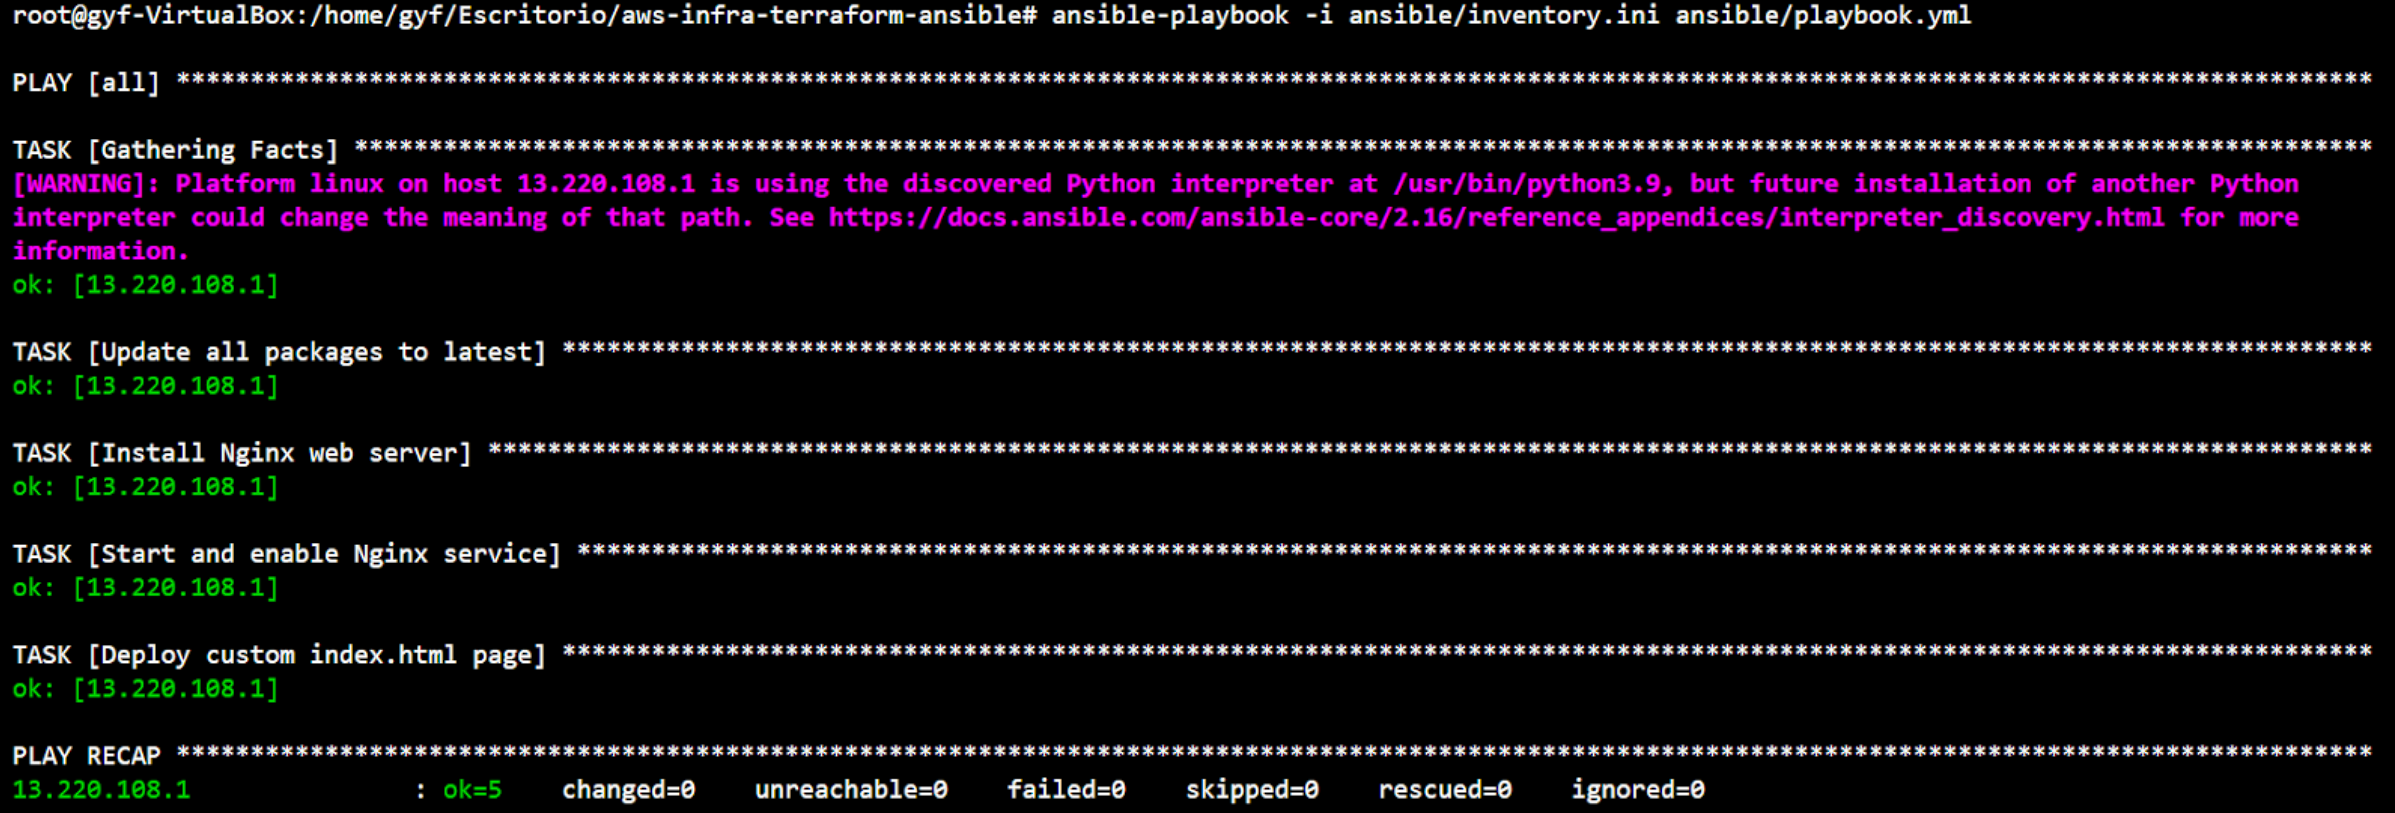 root@gyf-VirtualBox:/home/gyf/Escritorio/aws-infra-terraform-ansible# ansible-playbook -i ansible/inventory.ini ansible/playbook.yml
PLAY [all] ****************************************************************************************************************************************************
TASK [Gathering Facts] ****************************************************************************************************************************************
[WARNING]: Platform linux on host 13.220.108.1 is using the discovered Python interpreter at /usr/bin/python3.9, but future installation of another Python
interpreter could change the meaning of that path. See https://docs.ansible.com/ansible-core/2.16/reference_appendices/interpreter_discovery.html for more
information.
ok: [13.220.108.1]
TASK [Update all packages to latest] **************************************************************************************************************************
ok: [13.220.108.1]
TASK [Install Nginx web server] *******************************************************************************************************************************
ok: [13.220.108.1]
TASK [Start and enable Nginx service] *************************************************************************************************************************
ok: [13.220.108.1]
TASK [Deploy custom index.html page] **************************************************************************************************************************
ok: [13.220.108.1]
PLAY RECAP ****************************************************************************************************************************************************
13.220.108.1               : ok=5    changed=0    unreachable=0    failed=0    skipped=0    rescued=0    ignored=0